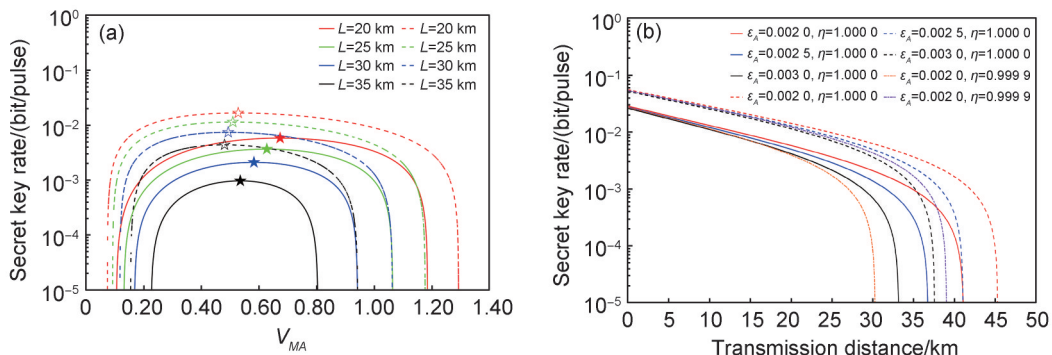 (a)
L=20 km
L=20 km
L=25 km
L=25 km
L=30 km
L=30 km
L=35 km
L=35 km
Secret key rate/(bit/pulse)
10⁰
10⁻¹
10⁻²
10⁻³
10⁻⁴
10⁻⁵
0
0.20
0.40
0.60
0.80
1.00
1.20
1.40
V_MA
(b)
ε_A=0.002 0, η=1.000 0
ε_A=0.002 5, η=1.000 0
ε_A=0.002 5, η=1.000 0
ε_A=0.003 0, η=1.000 0
ε_A=0.003 0, η=1.000 0
ε_A=0.002 0, η=0.999 9
ε_A=0.002 0, η=1.000 0
ε_A=0.002 0, η=0.999 9
Secret key rate/(bit/pulse)
10⁰
10⁻¹
10⁻²
10⁻³
10⁻⁴
10⁻⁵
0
5
10
15
20
25
30
35
40
45
50
Transmission distance/km